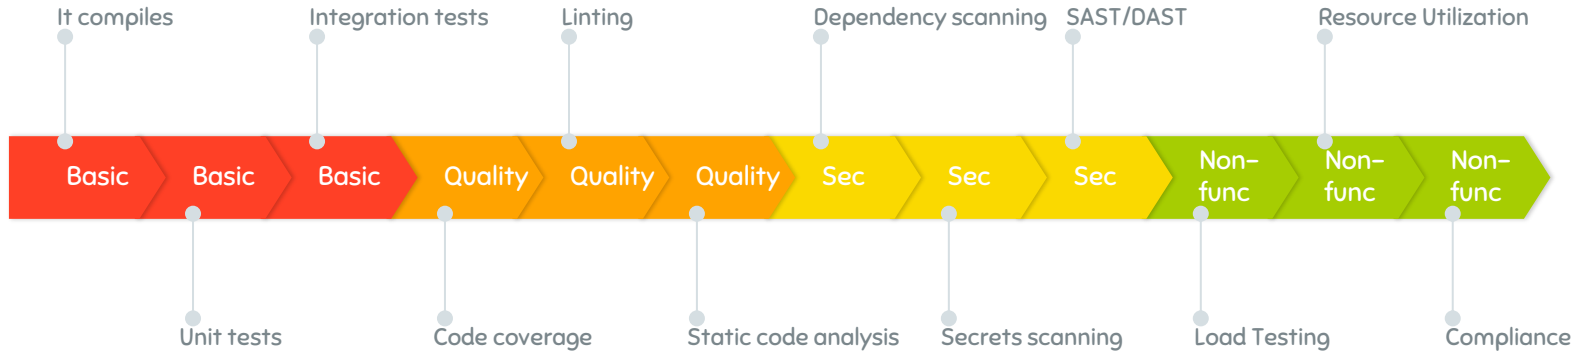 It compiles
Integration tests
Linting
Dependency scanning
SAST/DAST
Resource Utilization
Basic
Basic
Basic
Quality
Quality
Quality
Sec
Sec
Sec
Non-
func
Non-
func
Non-
func
Unit tests
Code coverage
Static code analysis
Secrets scanning
Load Testing
Compliance